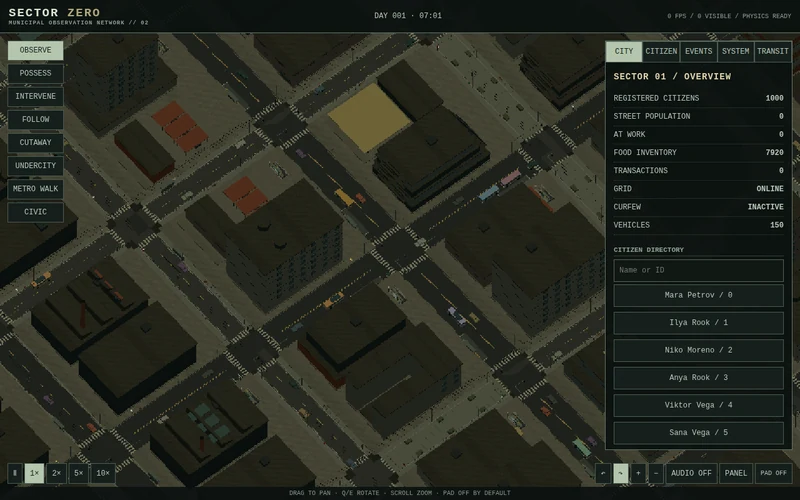 SECTOR ZERO
MUNICIPAL OBSERVATION NETWORK // 02
DAY 001 · 07:01
0 FPS / 0 VISIBLE / PHYSICS READY
OBSERVE
POSSESS
INTERVENE
FOLLOW
CUTAWAY
UNDERCITY
METRO WALK
CIVIC
CITY CITIZEN EVENTS SYSTEM TRANSIT
SECTOR 01 / OVERVIEW
REGISTERED CITIZENS 1000
STREET POPULATION 0
AT WORK 0
FOOD INVENTORY 7920
TRANSACTIONS 0
GRID ONLINE
CURFEW INACTIVE
VEHICLES 150
CITIZEN DIRECTORY
Name or ID
Mara Petrov / 0
Ilya Rook / 1
Niko Moreno / 2
Anya Rook / 3
Viktor Vega / 4
Sana Vega / 5
Ⅱ 1× 2× 5× 10×
↶ ↷ + − AUDIO OFF PANEL PAD OFF
DRAG TO PAN · Q/E ROTATE · SCROLL ZOOM · PAD OFF BY DEFAULT